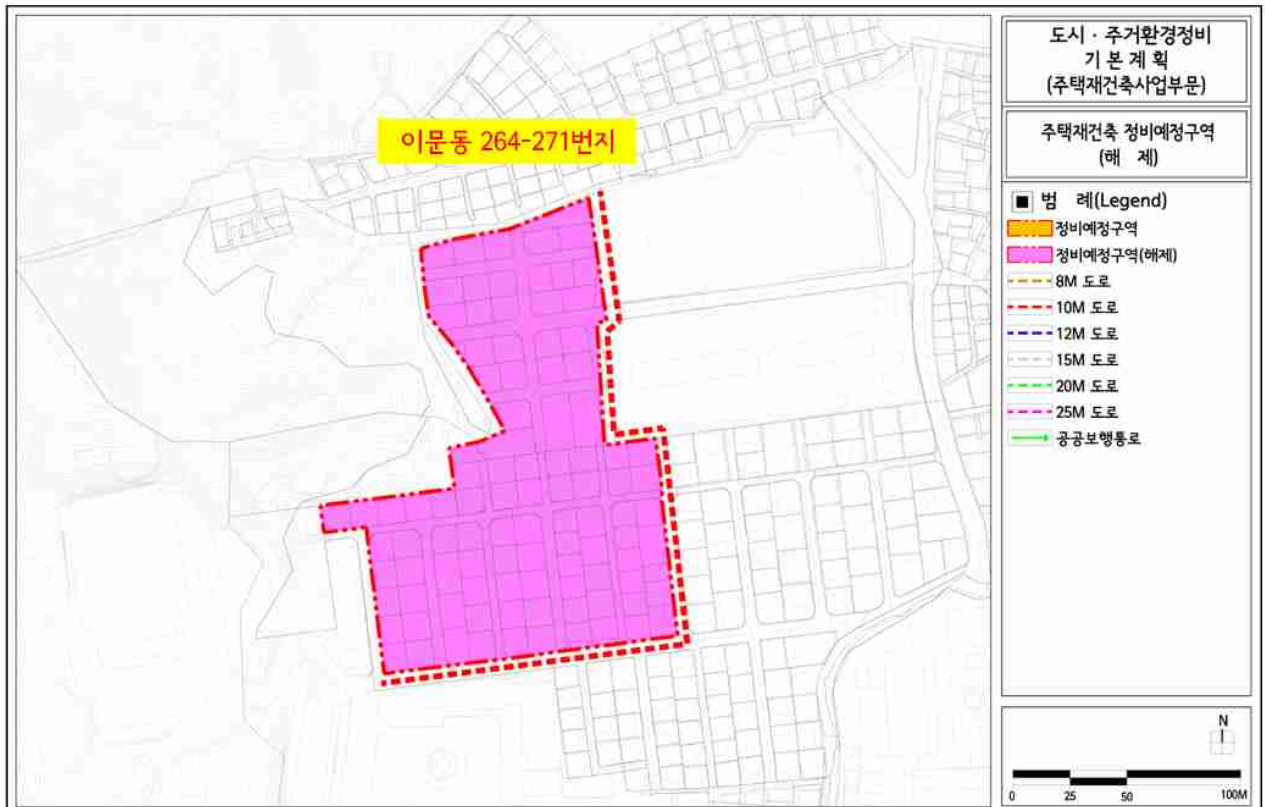 이문동 264-271번지
도시 · 주거환경정비
기 본 계 획
(주택재건축사업부문)
주택재건축 정비예정구역
(해 제)
범 례(Legend)
정비예정구역
정비예정구역(해제)
8M 도로
10M 도로
12M 도로
15M 도로
20M 도로
25M 도로
공공보행통로
N
0 25 50 100M